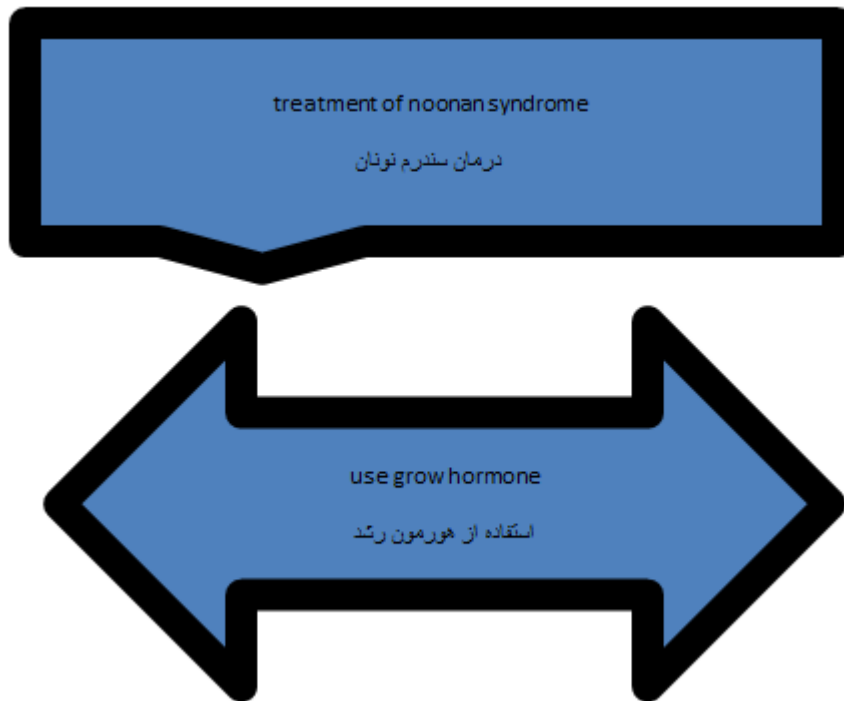 treatment of noonan syndrome
درمان سندرم نونان
use grow hormone
استفاده از هورمون رشد